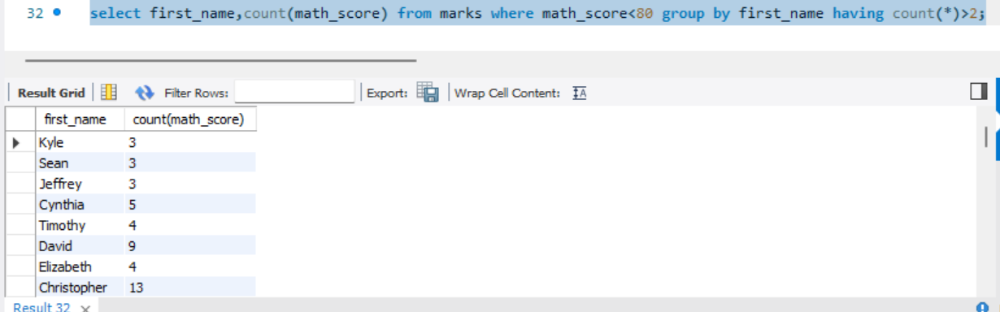 32 select first_name,count(math_score) from marks where math_score<80 group by first_name having count(*)>2;
Result Grid Filter Rows: Export: Wrap Cell Content: IA
first_name count(math_score)
Kyle 3
Sean 3
Jeffrey 3
Cynthia 5
Timothy 4
David 9
Elizabeth 4
Christopher 13
Result 32 ×